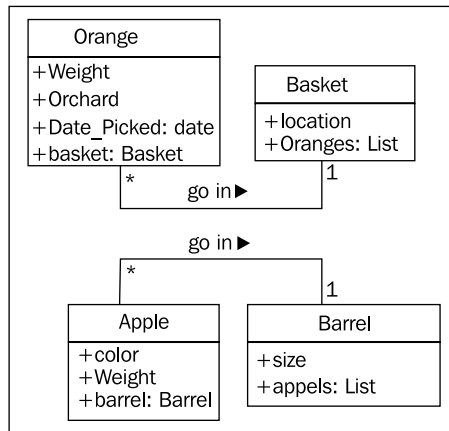 Orange
+Weight
+Orchard
+Date_Picked: date
+basket: Basket
Basket
+location
+Oranges: List
* go in▶ 1
* go in▶ 1
Apple
+color
+Weight
+barrel: Barrel
Barrel
+size
+appels: List